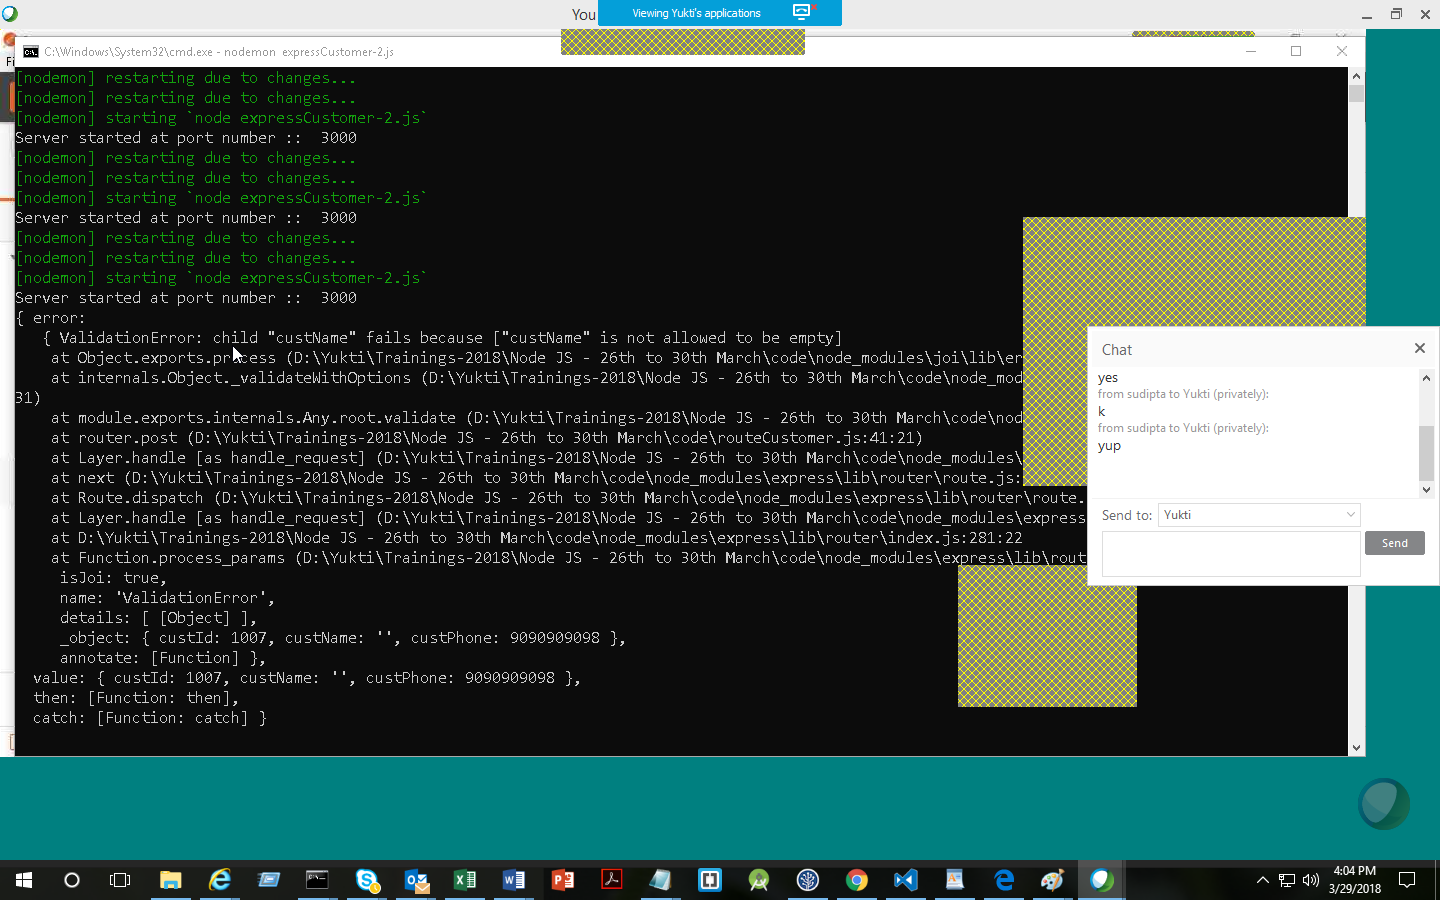 You
Viewing Yukti's applications
C:\Windows\System32\cmd.exe - nodemon  expressCustomer-2.js
[nodemon] restarting due to changes...
[nodemon] restarting due to changes...
[nodemon] starting `node expressCustomer-2.js`
Server started at port number ::  3000
[nodemon] restarting due to changes...
[nodemon] restarting due to changes...
[nodemon] starting `node expressCustomer-2.js`
Server started at port number ::  3000
[nodemon] restarting due to changes...
[nodemon] restarting due to changes...
[nodemon] starting `node expressCustomer-2.js`
Server started at port number ::  3000
{ error:
   { ValidationError: child "custName" fails because ["custName" is not allowed to be empty]
    at Object.exports.process (D:\Yukti\Trainings-2018\Node JS - 26th to 30th March\code\node_modules\joi\lib\er
    at internals.Object._validateWithOptions (D:\Yukti\Trainings-2018\Node JS - 26th to 30th March\code\node_mod
31)
    at module.exports.internals.Any.root.validate (D:\Yukti\Trainings-2018\Node JS - 26th to 30th March\code\nod
    at router.post (D:\Yukti\Trainings-2018\Node JS - 26th to 30th March\code\routeCustomer.js:41:21)
    at Layer.handle [as handle_request] (D:\Yukti\Trainings-2018\Node JS - 26th to 30th March\code\node_modules\
    at next (D:\Yukti\Trainings-2018\Node JS - 26th to 30th March\code\node_modules\express\lib\router\route.js:
    at Route.dispatch (D:\Yukti\Trainings-2018\Node JS - 26th to 30th March\code\node_modules\express\lib\router\route.
    at Layer.handle [as handle_request] (D:\Yukti\Trainings-2018\Node JS - 26th to 30th March\code\node_modules\express
    at D:\Yukti\Trainings-2018\Node JS - 26th to 30th March\code\node_modules\express\lib\router\index.js:281:22
    at Function.process_params (D:\Yukti\Trainings-2018\Node JS - 26th to 30th March\code\node_modules\express\lib\rout
     isJoi: true,
     name: 'ValidationError',
     details: [ [Object] ],
     _object: { custId: 1007, custName: '', custPhone: 9090909098 },
     annotate: [Function] },
  value: { custId: 1007, custName: '', custPhone: 9090909098 },
  then: [Function: then],
  catch: [Function: catch] }
Chat
yes
from sudipta to Yukti (privately):
k
from sudipta to Yukti (privately):
yup
Send to: Yukti
Send
4:04 PM
3/29/2018